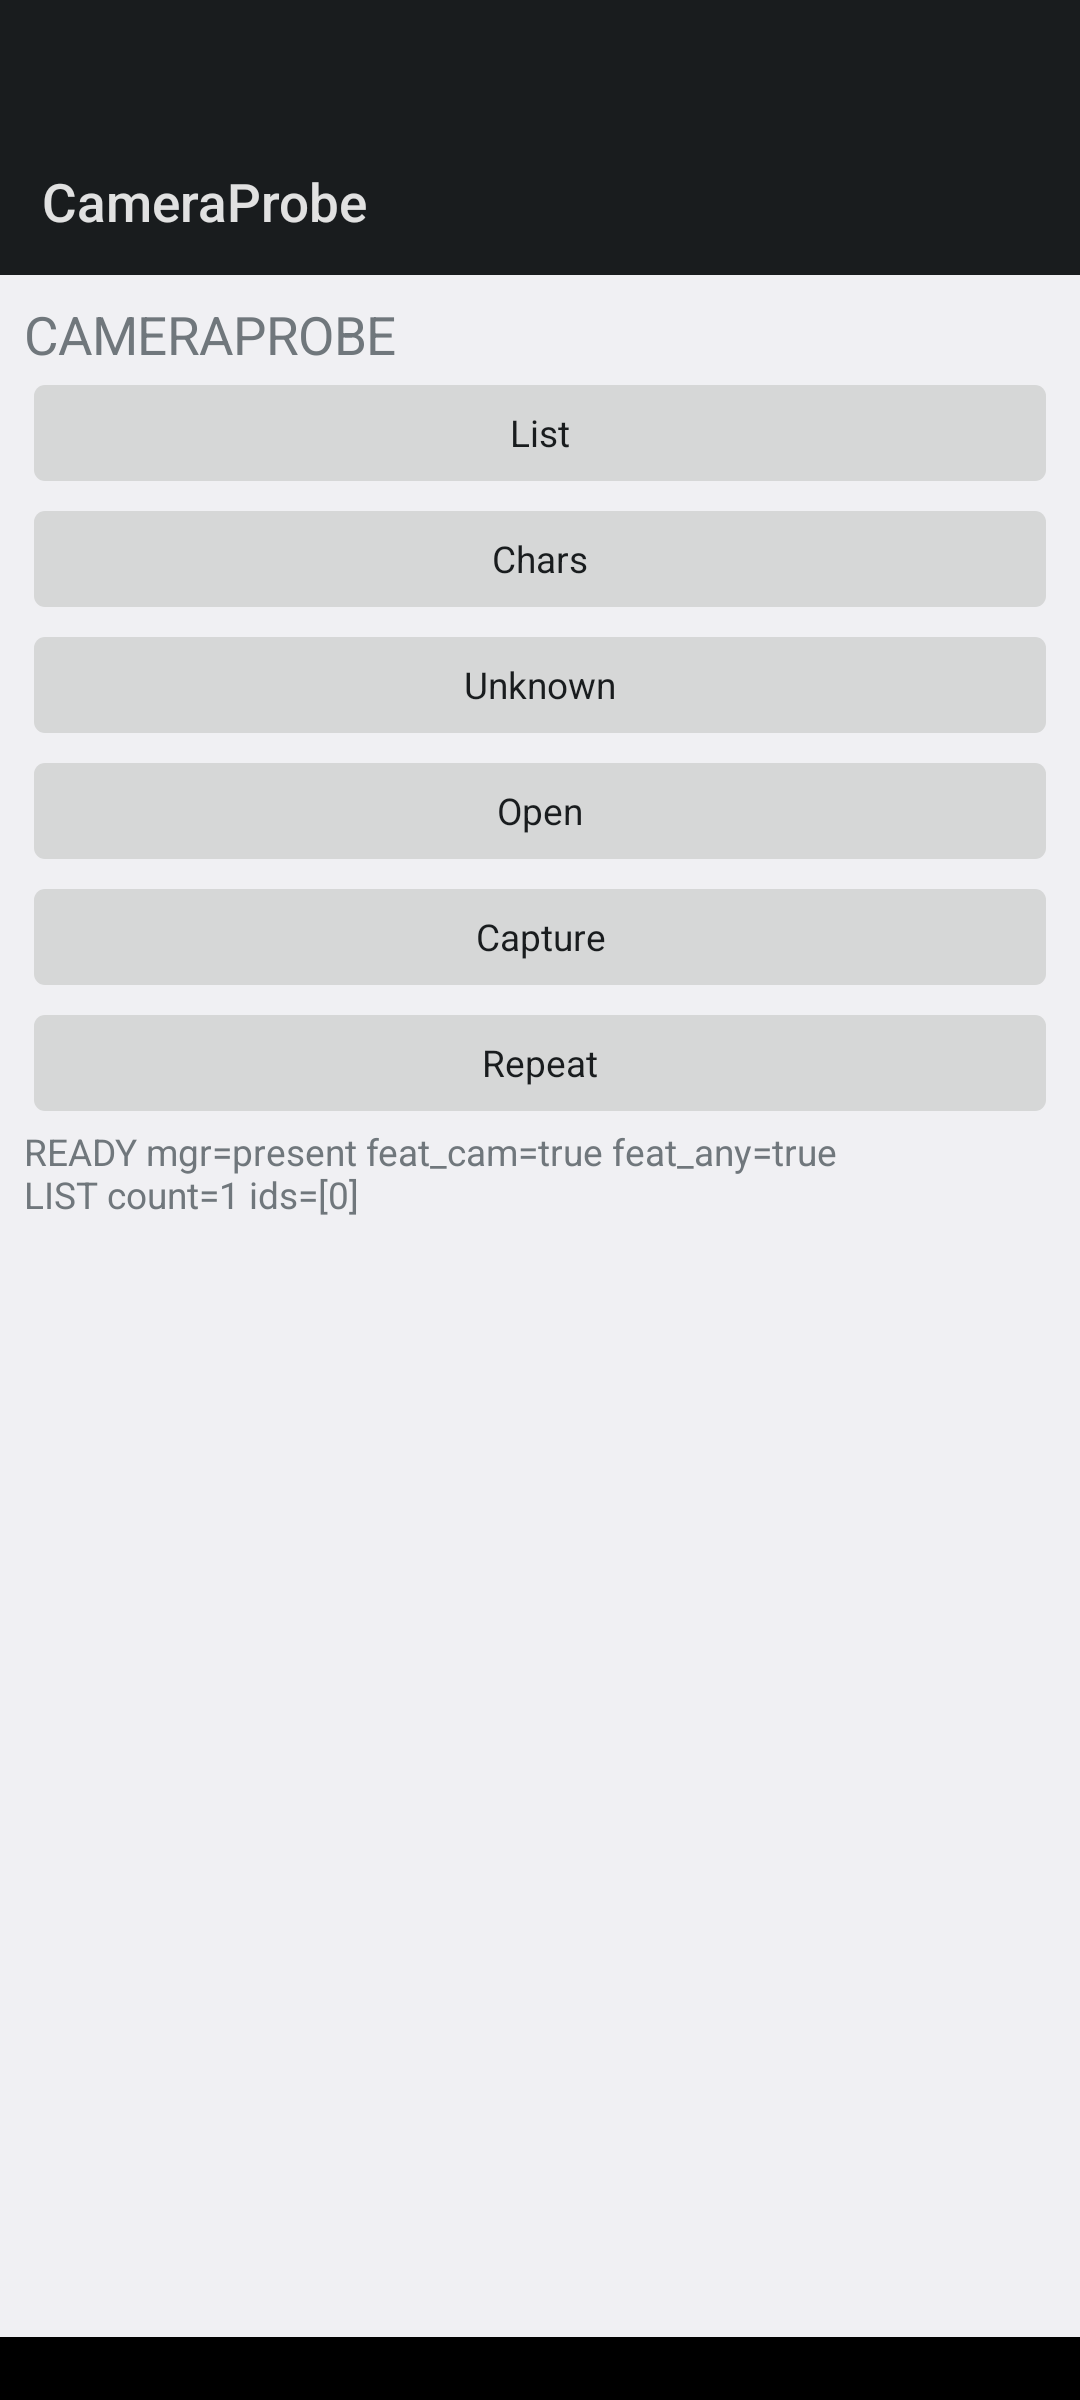 CameraProbe
CAMERAPROBE
List
Chars
Unknown
Open
Capture
Repeat
READY mgr=present feat_cam=true feat_any=true
LIST count=1 ids=[0]